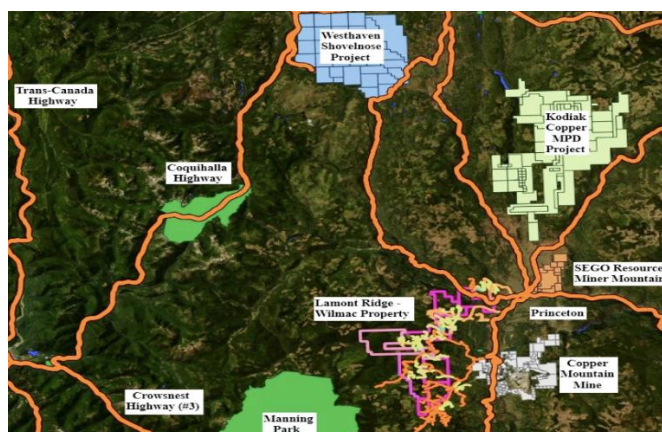 Westhaven
Shovelnose
Project
Trans-Canada
Highway
Kodiak
Copper
MPD
Project
Coquihalla
Highway
SEGO Resource
Miner Mountain
Lamont Ridge -
Wilmac Property
Princeton
Copper
Mountain
Mine
Crowsnest
Highway (#3)
Manning
Park